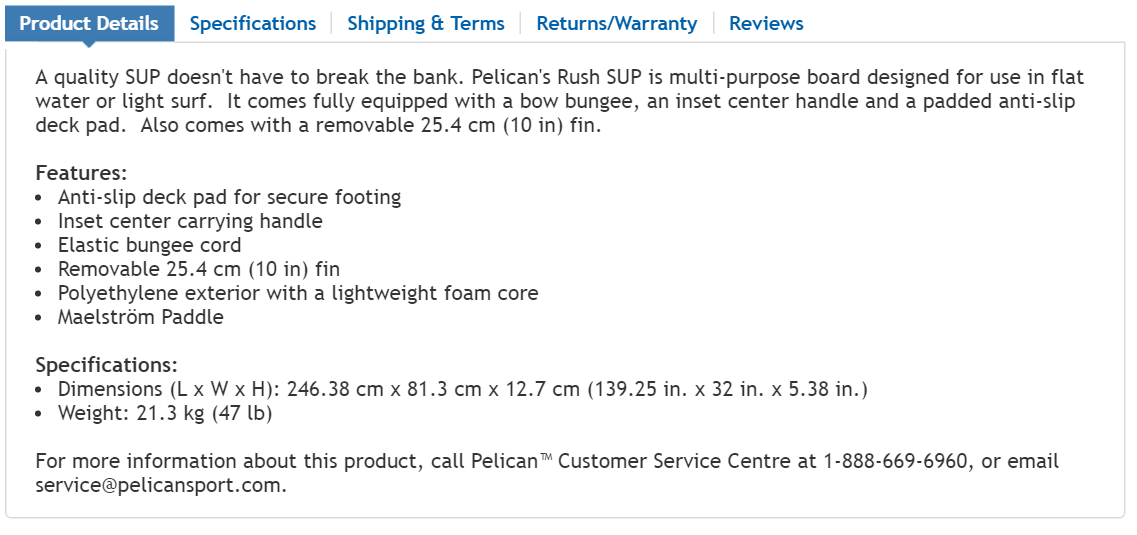 Product Details Specifications Shipping & Terms Returns/Warranty Reviews
A quality SUP doesn't have to break the bank. Pelican's Rush SUP is multi-purpose board designed for use in flat
water or light surf.  It comes fully equipped with a bow bungee, an inset center handle and a padded anti-slip
deck pad.  Also comes with a removable 25.4 cm (10 in) fin.
Features:
• Anti-slip deck pad for secure footing
• Inset center carrying handle
• Elastic bungee cord
• Removable 25.4 cm (10 in) fin
• Polyethylene exterior with a lightweight foam core
• Maelström Paddle
Specifications:
• Dimensions (L x W x H): 246.38 cm x 81.3 cm x 12.7 cm (139.25 in. x 32 in. x 5.38 in.)
• Weight: 21.3 kg (47 lb)
For more information about this product, call Pelican™ Customer Service Centre at 1-888-669-6960, or email
service@pelicansport.com.